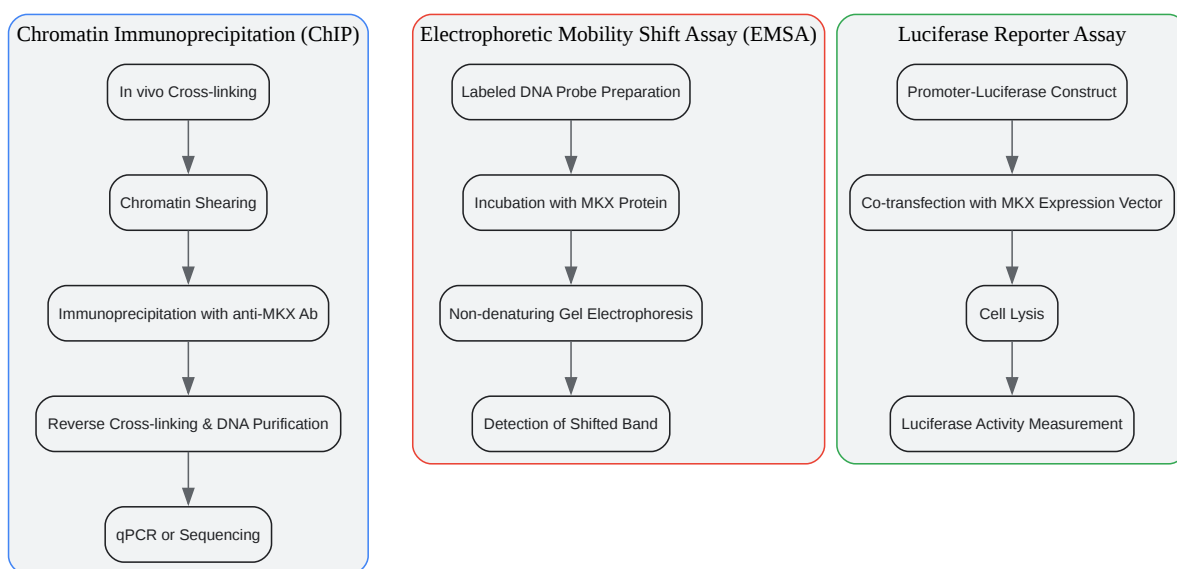 Chromatin Immunoprecipitation (ChIP)
In vivo Cross-linking
Chromatin Shearing
Immunoprecipitation with anti-MKX Ab
Reverse Cross-linking & DNA Purification
qPCR or Sequencing
Electrophoretic Mobility Shift Assay (EMSA)
Labeled DNA Probe Preparation
Incubation with MKX Protein
Non-denaturing Gel Electrophoresis
Detection of Shifted Band
Luciferase Reporter Assay
Promoter-Luciferase Construct
Co-transfection with MKX Expression Vector
Cell Lysis
Luciferase Activity Measurement